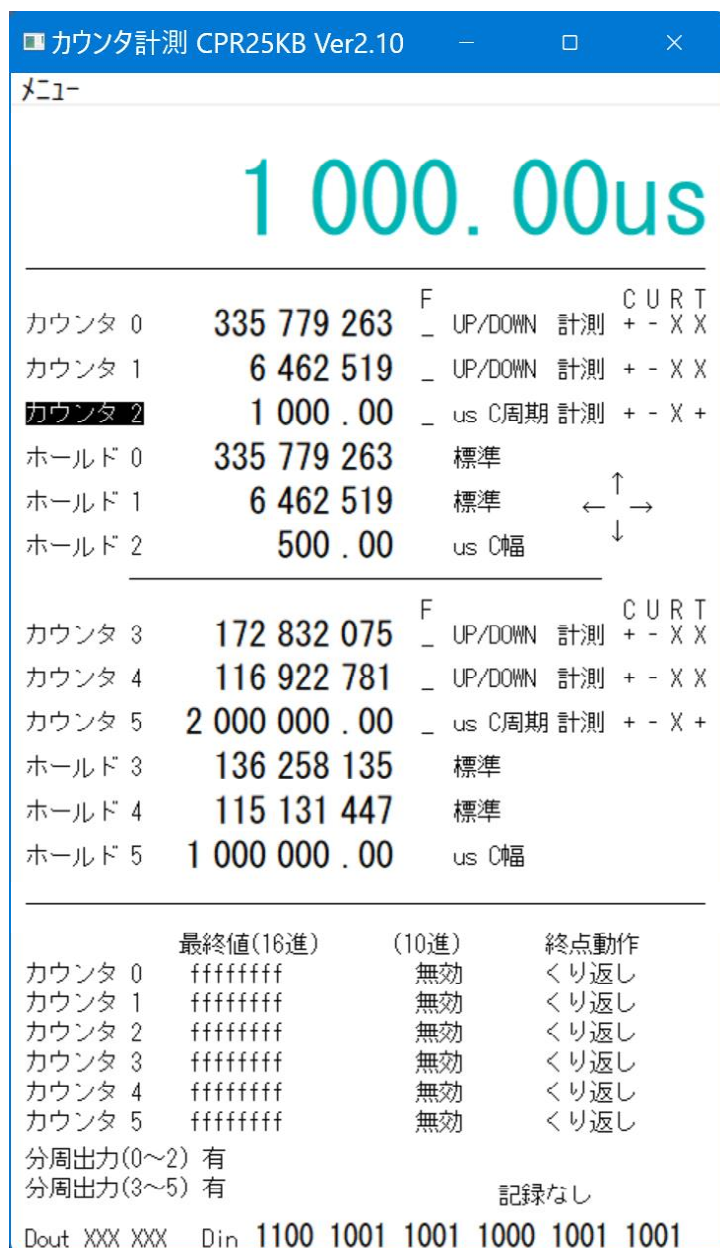 カウンタ計測 CPR25KB Ver2.10
メニュー
1 000.00us
F C U R T
カウンタ 0 335 779 263 _ UP/DOWN 計測 + - X X
カウンタ 1 6 462 519 _ UP/DOWN 計測 + - X X
カウンタ 2 1 000 . 00 _ us C周期 計測 + - X +
ホールド 0 335 779 263 標準
ホールド 1 6 462 519 標準
ホールド 2 500 . 00 us C幅
F C U R T
カウンタ 3 172 832 075 _ UP/DOWN 計測 + - X X
カウンタ 4 116 922 781 _ UP/DOWN 計測 + - X X
カウンタ 5 2 000 000 . 00 _ us C周期 計測 + - X +
ホールド 3 136 258 135 標準
ホールド 4 115 131 447 標準
ホールド 5 1 000 000 . 00 us C幅
最終値(16進) (10進) 終点動作
カウンタ 0 ffffffff 無効 くり返し
カウンタ 1 ffffffff 無効 くり返し
カウンタ 2 ffffffff 無効 くり返し
カウンタ 3 ffffffff 無効 くり返し
カウンタ 4 ffffffff 無効 くり返し
カウンタ 5 ffffffff 無効 くり返し
分周出力(0～2) 有
分周出力(3～5) 有 記録なし
Dout XXX XXX Din 1100 1001 1001 1000 1001 1001